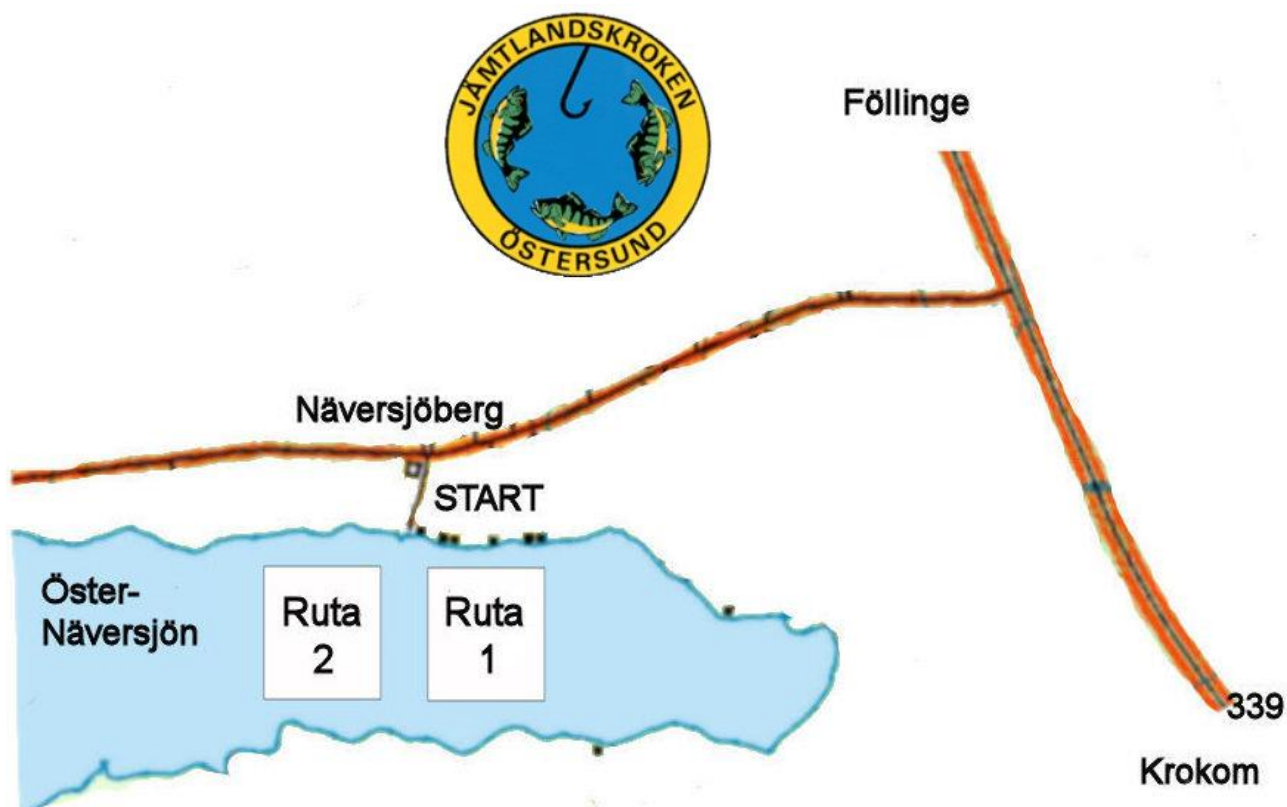 JÄMTLANDSKROKEN
ÖSTERSUND
Föllinge
Näversjöberg
START
Öster-
Näversjön
Ruta
2
Ruta
1
339
Krokom